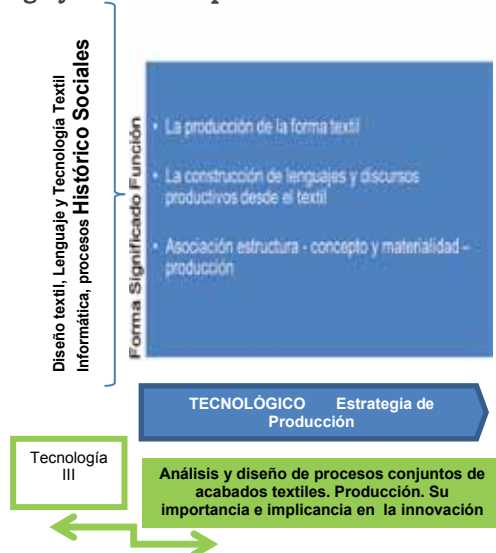 Diseño textil, Lenguaje y Tecnología Textil
Informática, procesos Histórico Sociales
Forma Significado Función
• La producción de la forma textil
• La construcción de lenguajes y discursos
productivos desde el textil
• Asociación estructura - concepto y materialidad –
producción
TECNOLÓGICO Estrategia de
Producción
Tecnología
III
Análisis y diseño de procesos conjuntos de
acabados textiles. Producción. Su
importancia e implicancia en la innovación